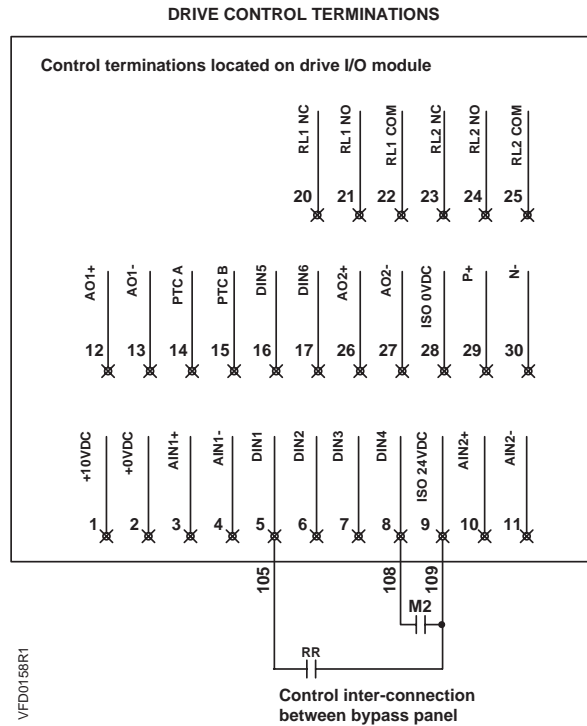 DRIVE CONTROL TERMINATIONS
Control terminations located on drive I/O module
RL1 NC RL1 NO RL1 COM RL2 NC RL2 NO RL2 COM
20 21 22 23 24 25
AO1+ AO1- PTC A PTC B DIN5 DIN6 AO2+ AO2- ISO 0VDC P+ N-
12 13 14 15 16 17 26 27 28 29 30
+10VDC +0VDC AIN1+ AIN1- DIN1 DIN2 DIN3 DIN4 ISO 24VDC AIN2+ AIN2-
1 2 3 4 5 6 7 8 9 10 11
105 108 109
M2
RR
Control inter-connection
between bypass panel
VFD0158R1